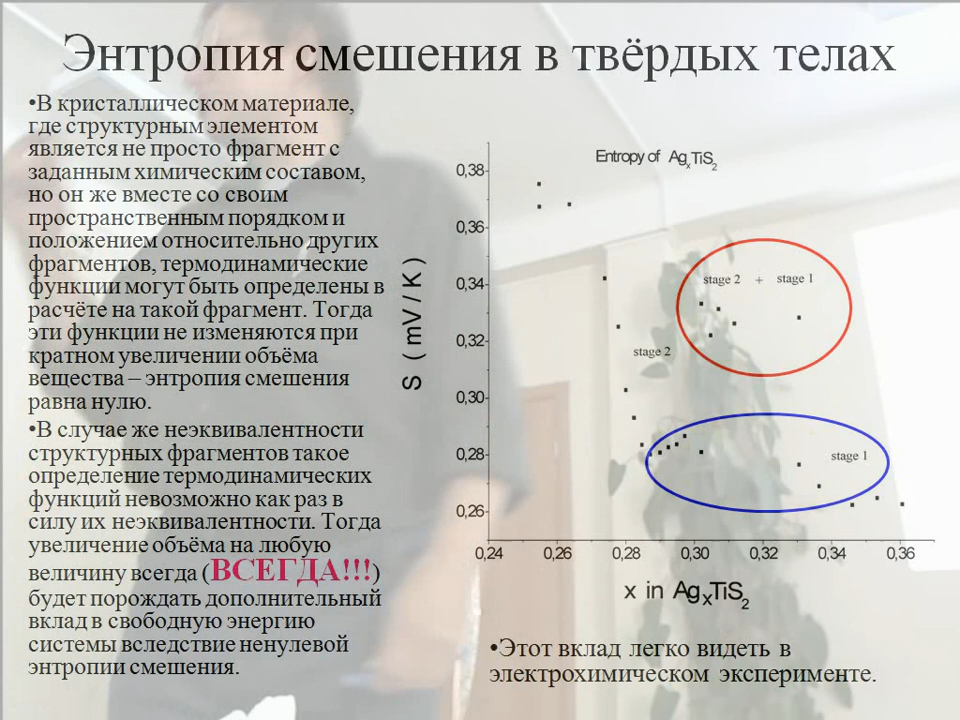 Энтропия смешения в твёрдых телах
•В кристаллическом материале,
где структурным элементом
является не просто фрагмент с
заданным химическим составом,
но он же вместе со своим
пространственным порядком и
положением относительно других
фрагментов, термодинамические
функции могут быть определены в
расчёте на такой фрагмент. Тогда
эти функции не изменяются при
кратном увеличении объёма
вещества – энтропия смешения
равна нулю.
•В случае же неэквивалентности
структурных фрагментов такое
определение термодинамических
функций невозможно как раз в
силу их неэквивалентности. Тогда
увеличение объёма на любую
величину всегда (ВСЕГДА!!!)
будет порождать дополнительный
вклад в свободную энергию
системы вследствие ненулевой
энтропии смешения.
Entropy of AgxTiS2
S (mV/K)
0,38
0,36
0,34
0,32
0,30
0,28
0,26
stage 2 + stage 1
stage 2
stage 1
0,24 0,26 0,28 0,30 0,32 0,34 0,36
x in AgxTiS2
•Этот вклад легко видеть в
электрохимическом эксперименте.